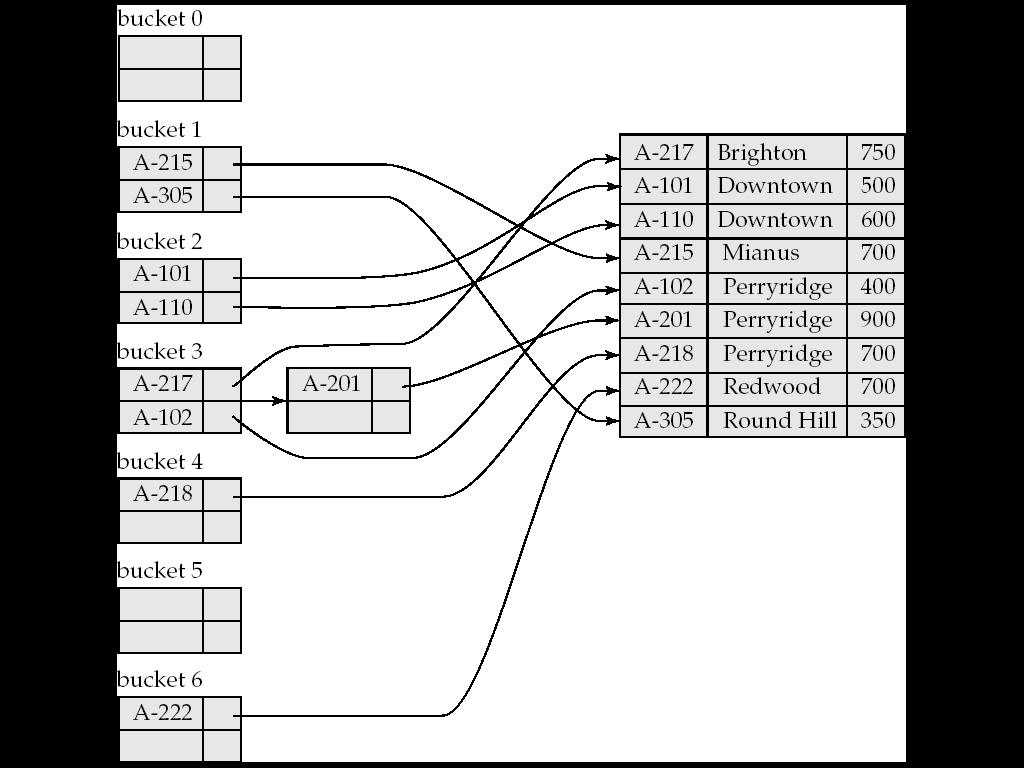 bucket 0
bucket 1
A-215
A-305
bucket 2
A-101
A-110
bucket 3
A-217
A-102
A-201
bucket 4
A-218
bucket 5
bucket 6
A-222
A-217 Brighton 750
A-101 Downtown 500
A-110 Downtown 600
A-215 Mianus 700
A-102 Perryridge 400
A-201 Perryridge 900
A-218 Perryridge 700
A-222 Redwood 700
A-305 Round Hill 350